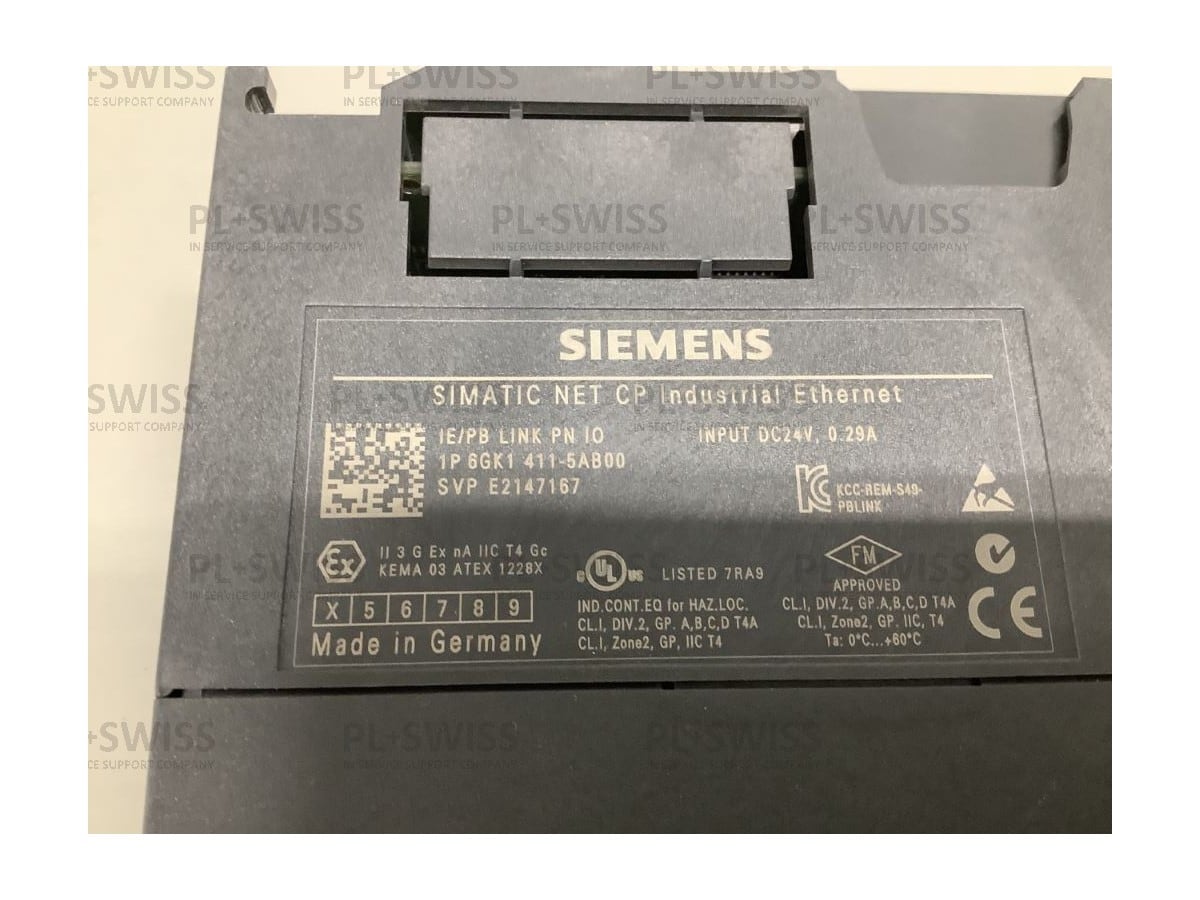 PL+SWISS
IN SERVICE SUPPORT COMPANY
SIEMENS
SIMATIC NET CP Industrial Ethernet
IE/PB LINK PN IO
INPUT DC24V, 0.29A
1P 6GK1 411-5AB00
SVP E2147167
KCC-REM-S49-
PBLINK
Ex
II 3 G Ex nA IIC T4 Gc
KEMA 03 ATEX 1228X
X 5 6 7 8 9
Made in Germany
c UL us LISTED 7RA9
IND.CONT.EQ for HAZ.LOC.
CL.I, DIV.2, GP. A,B,C,D T4A
CL.I, Zone2, GP, IIC T4
FM
APPROVED
CL.I, DIV.2, GP.A,B,C,D T4A
CL.I, Zone2, GP. IIC, T4
Ta: 0°C...+60°C
CE